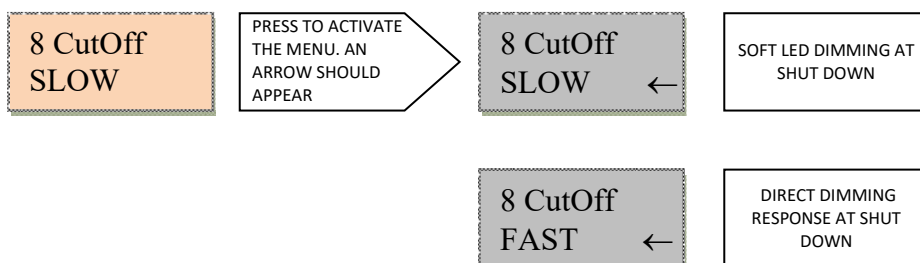 8 CutOff
SLOW
PRESS TO ACTIVATE
THE MENU. AN
ARROW SHOULD
APPEAR
8 CutOff
SLOW ←
SOFT LED DIMMING AT
SHUT DOWN
8 CutOff
FAST ←
DIRECT DIMMING
RESPONSE AT SHUT
DOWN